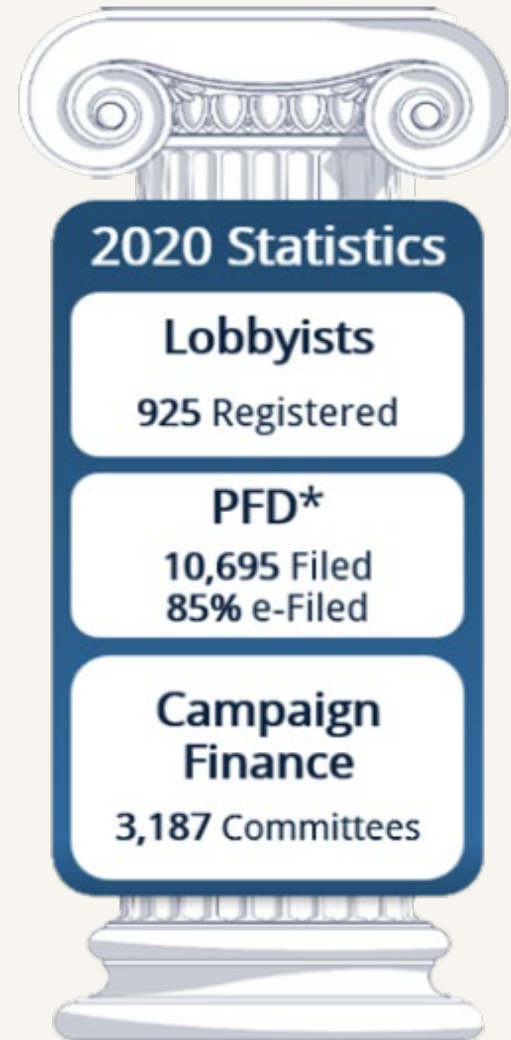 2020 Statistics
Lobbyists
925 Registered
PFD*
10,695 Filed
85% e-Filed
Campaign
Finance
3,187 Committees